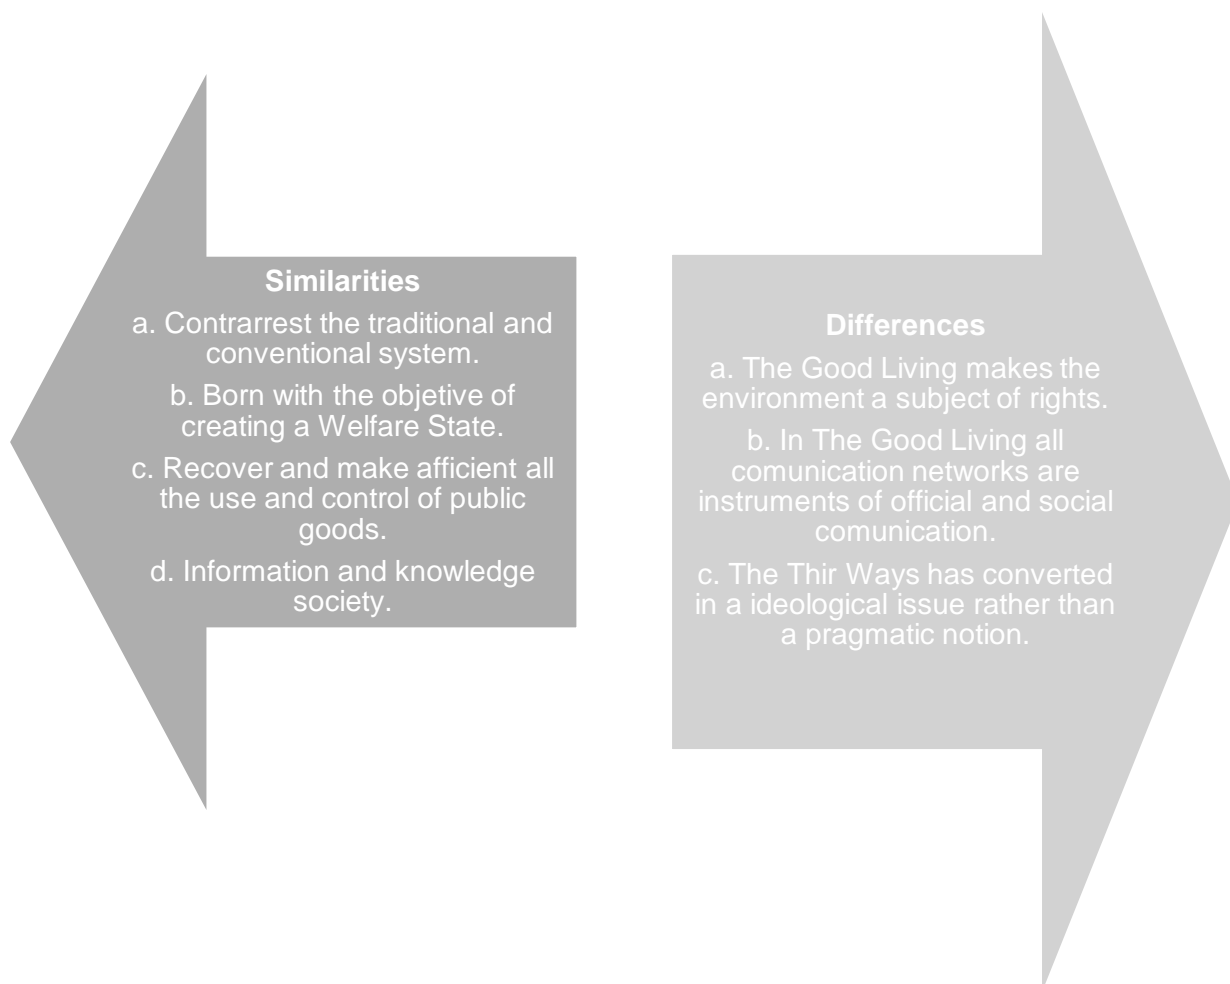 Similarities
a. Contrarrest the traditional and
conventional system.
b. Born with the objetive of
creating a Welfare State.
c. Recover and make afficient all
the use and control of public
goods.
d. Information and knowledge
society.
Differences
a. The Good Living makes the
environment a subject of rights.
b. In The Good Living all
comunication networks are
instruments of official and social
comunication.
c. The Thir Ways has converted
in a ideological issue rather than
a pragmatic notion.